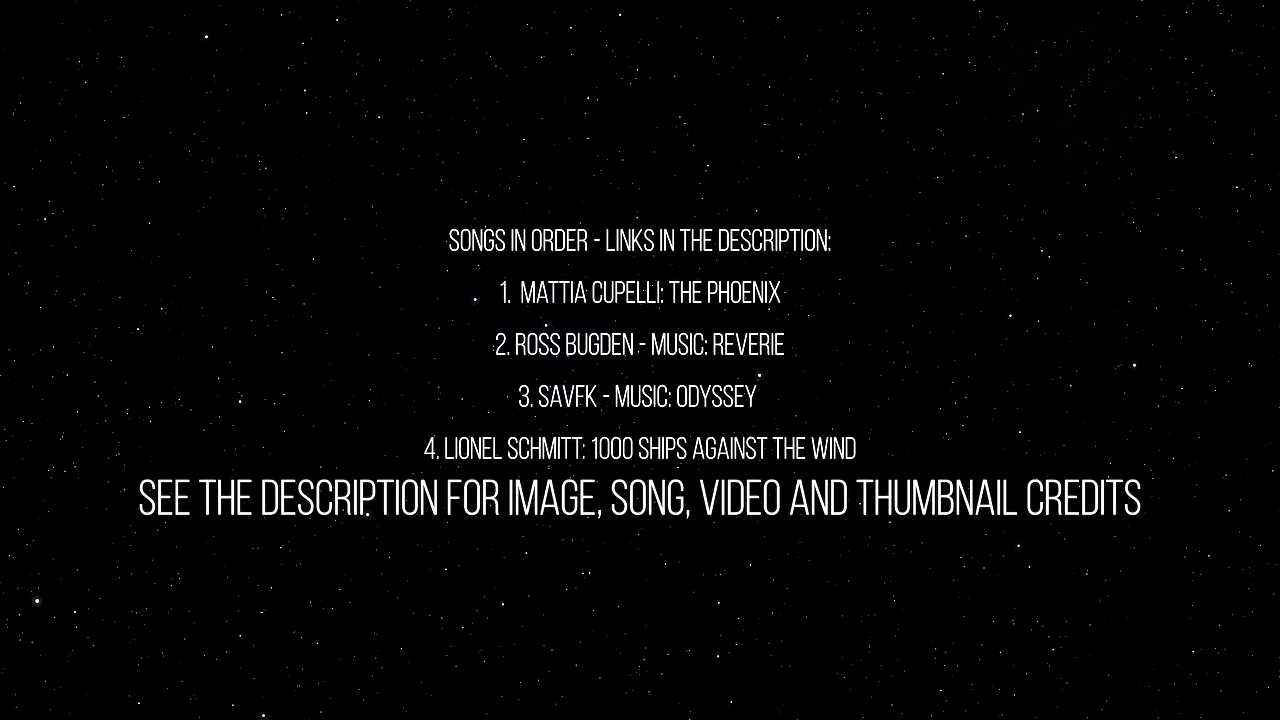 SONGS IN ORDER - LINKS IN THE DESCRIPTION:
1. MATTIA CUPELLI: THE PHOENIX
2. ROSS BUGDEN - MUSIC: REVERIE
3. SAVFK - MUSIC: ODYSSEY
4. LIONEL SCHMITT: 1000 SHIPS AGAINST THE WIND
SEE THE DESCRIPTION FOR IMAGE, SONG, VIDEO AND THUMBNAIL CREDITS